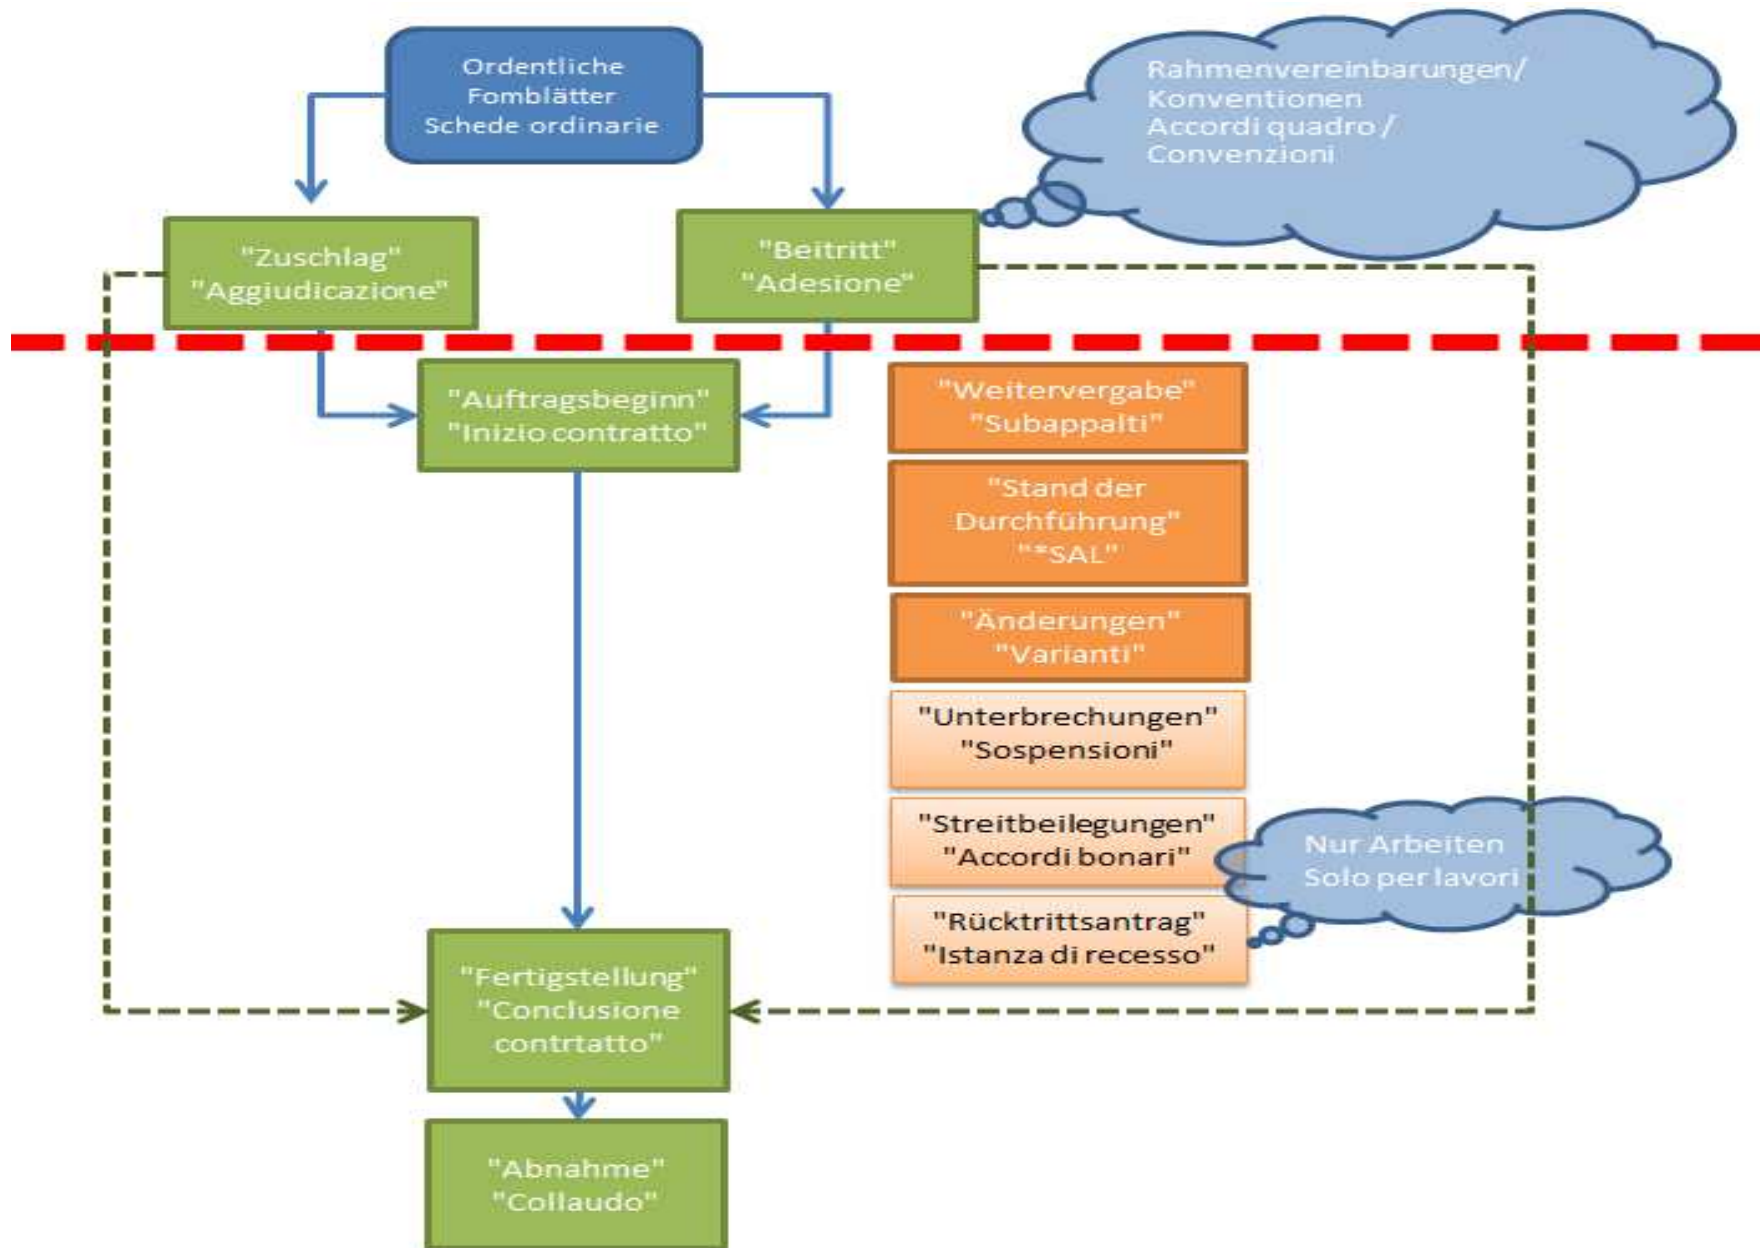 Ordentliche
Fomblätter
Schede ordinarie
Rahmenvereinbarungen/
Konventionen
Accordi quadro /
Convenzioni
"Zuschlag"
"Aggiudicazione"
"Beitritt"
"Adesione"
"Auftragsbeginn"
"Inizio contratto"
"Weitervergabe"
"Subappalti"
"Stand der
Durchführung"
"*SAL"
"Änderungen"
"Varianti"
"Unterbrechungen"
"Sospensioni"
"Streitbeilegungen"
"Accordi bonari"
Nur Arbeiten
Solo per lavori
"Rücktrittsantrag"
"Istanza di recesso"
"Fertigstellung"
"Conclusione
contrtatto"
"Abnahme"
"Collaudo"